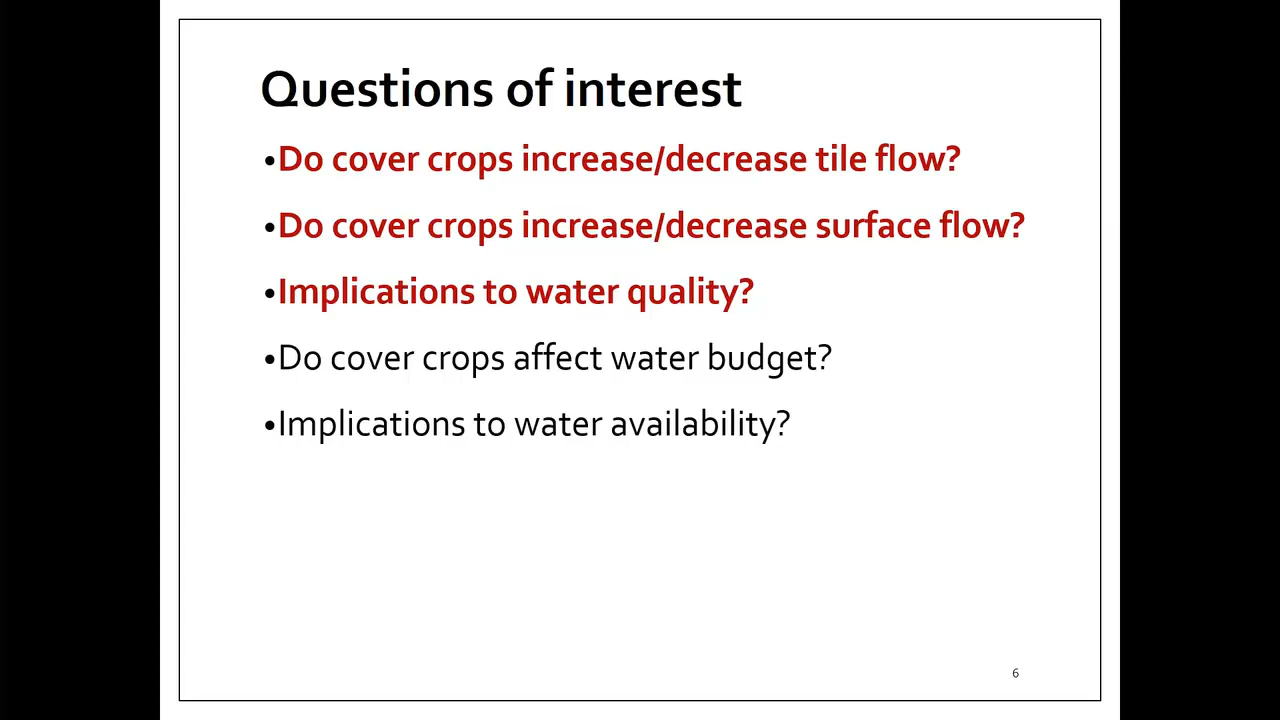 Questions of interest
•Do cover crops increase/decrease tile flow?
•Do cover crops increase/decrease surface flow?
•Implications to water quality?
•Do cover crops affect water budget?
•Implications to water availability?
6